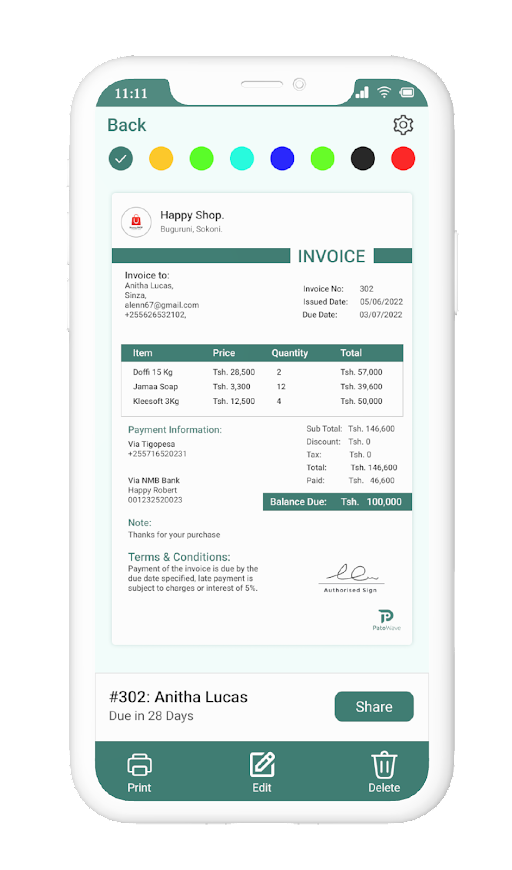 11:11
Back
Happy Shop.
Buguruni, Sokoni.
INVOICE
Invoice to:
Anitha Lucas,
Sinza,
alenn67@gmail.com
+255626532102,
Invoice No: 302
Issued Date: 05/06/2022
Due Date: 03/07/2022
Item Price Quantity Total
Doffi 15 Kg Tsh. 28,500 2 Tsh. 57,000
Jamaa Soap Tsh. 3,300 12 Tsh. 39,600
Kleesoft 3Kg Tsh. 12,500 4 Tsh. 50,000
Payment Information:
Via Tigopesa
+255716520231
Via NMB Bank
Happy Robert
001232520023
Sub Total: Tsh. 146,600
Discount: Tsh. 0
Tax: Tsh. 0
Total: Tsh. 146,600
Paid: Tsh. 46,600
Balance Due: Tsh. 100,000
Note:
Thanks for your purchase
Terms & Conditions:
Payment of the invoice is due by the
due date specified, late payment is
subject to charges or interest of 5%.
Authorised Sign
PateWave
#302: Anitha Lucas
Due in 28 Days
Share
Print
Edit
Delete